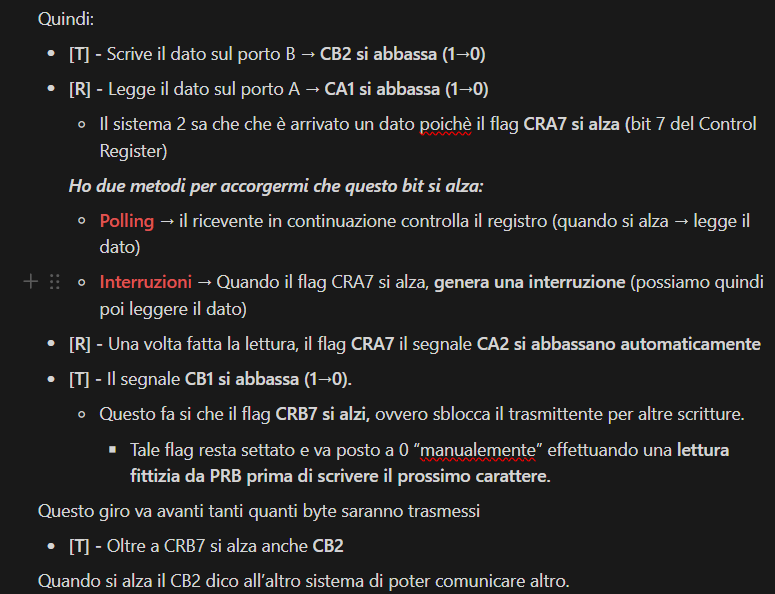 Quindi:
• [T] - Scrive il dato sul porto B → CB2 si abbassa (1→0)
• [R] - Legge il dato sul porto A → CA1 si abbassa (1→0)
◦ Il sistema 2 sa che che è arrivato un dato poichè il flag CRA7 si alza (bit 7 del Control
Register)
Ho due metodi per accorgermi che questo bit si alza:
◦ Polling → il ricevente in continuazione controlla il registro (quando si alza → legge il
dato)
◦ Interruzioni → Quando il flag CRA7 si alza, genera una interruzione (possiamo quindi
poi leggere il dato)
• [R] - Una volta fatta la lettura, il flag CRA7 il segnale CA2 si abbassano automaticamente
• [T] - Il segnale CB1 si abbassa (1→0).
◦ Questo fa si che il flag CRB7 si alzi, ovvero sblocca il trasmittente per altre scritture.
▪ Tale flag resta settato e va posto a 0 “manualemente” effettuando una lettura
fittizia da PRB prima di scrivere il prossimo carattere.
Questo giro va avanti tanti quanti byte saranno trasmessi
• [T] - Oltre a CRB7 si alza anche CB2
Quando si alza il CB2 dico all’altro sistema di poter comunicare altro.